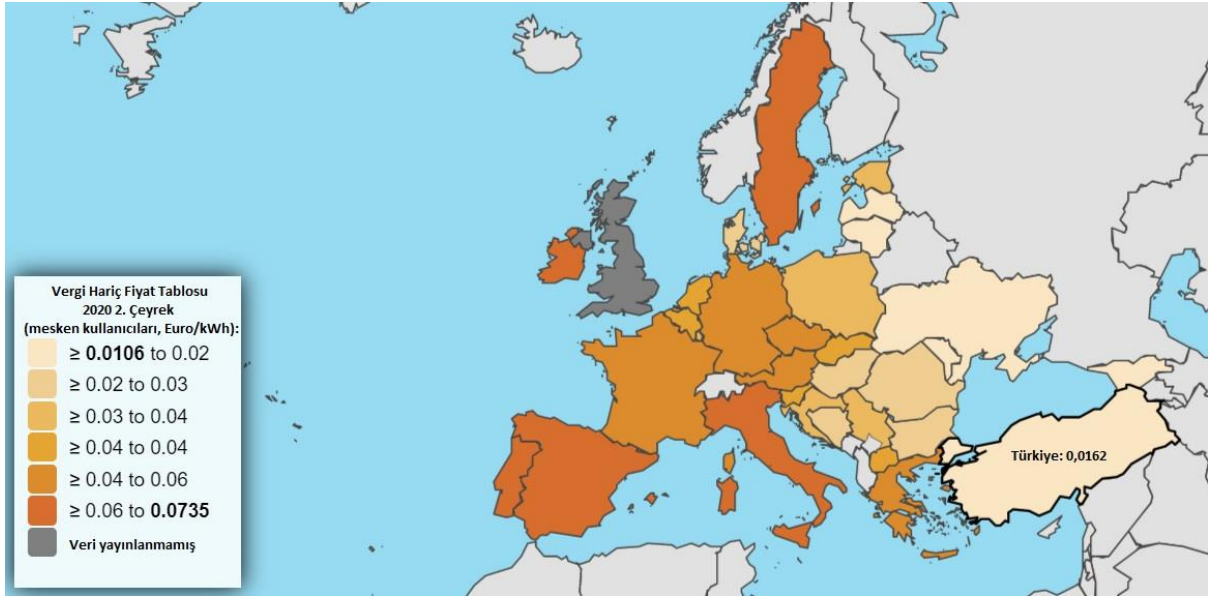 Vergi Hariç Fiyat Tablosu
2020 2. Çeyrek
(mesken kullanıcıları, Euro/kWh):
≥ 0.0106 to 0.02
≥ 0.02 to 0.03
≥ 0.03 to 0.04
≥ 0.04 to 0.04
≥ 0.04 to 0.06
≥ 0.06 to 0.0735
Veri yayınlanmamış
Türkiye: 0,0162